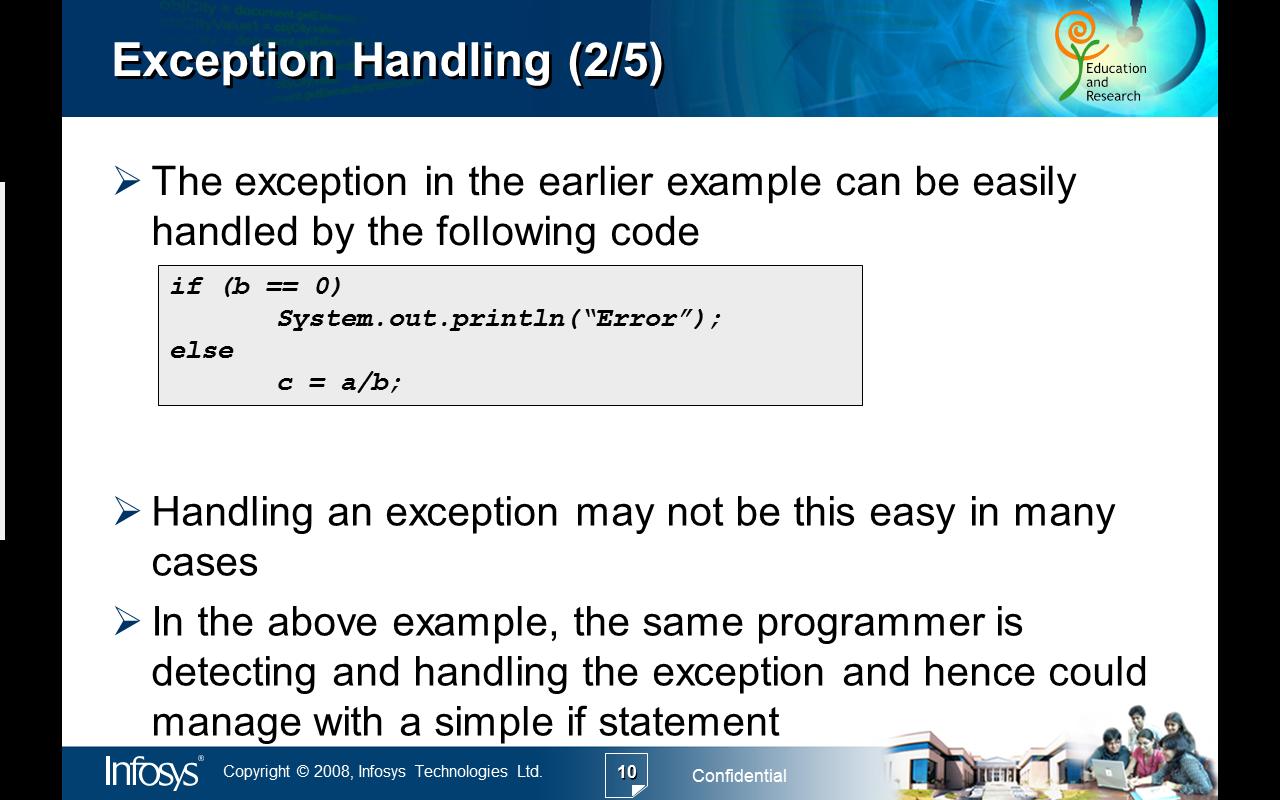 Exception Handling (2/5)
Education
and
Research
The exception in the earlier example can be easily
handled by the following code
if (b == 0)
System.out.println(“Error”);
else
c = a/b;
Handling an exception may not be this easy in many
cases
In the above example, the same programmer is
detecting and handling the exception and hence could
manage with a simple if statement
Infosys®
Copyright © 2008, Infosys Technologies Ltd.
10
Confidential